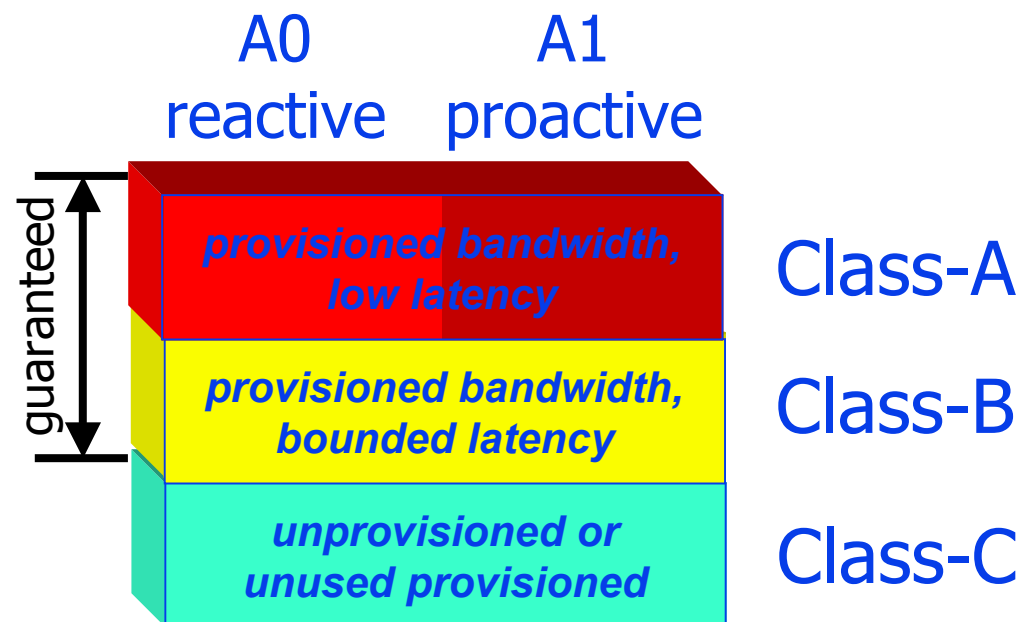 A0
reactive
A1
proactive
guaranteed
provisioned bandwidth,
low latency
Class-A
provisioned bandwidth,
bounded latency
Class-B
unprovisioned or
unused provisioned
Class-C